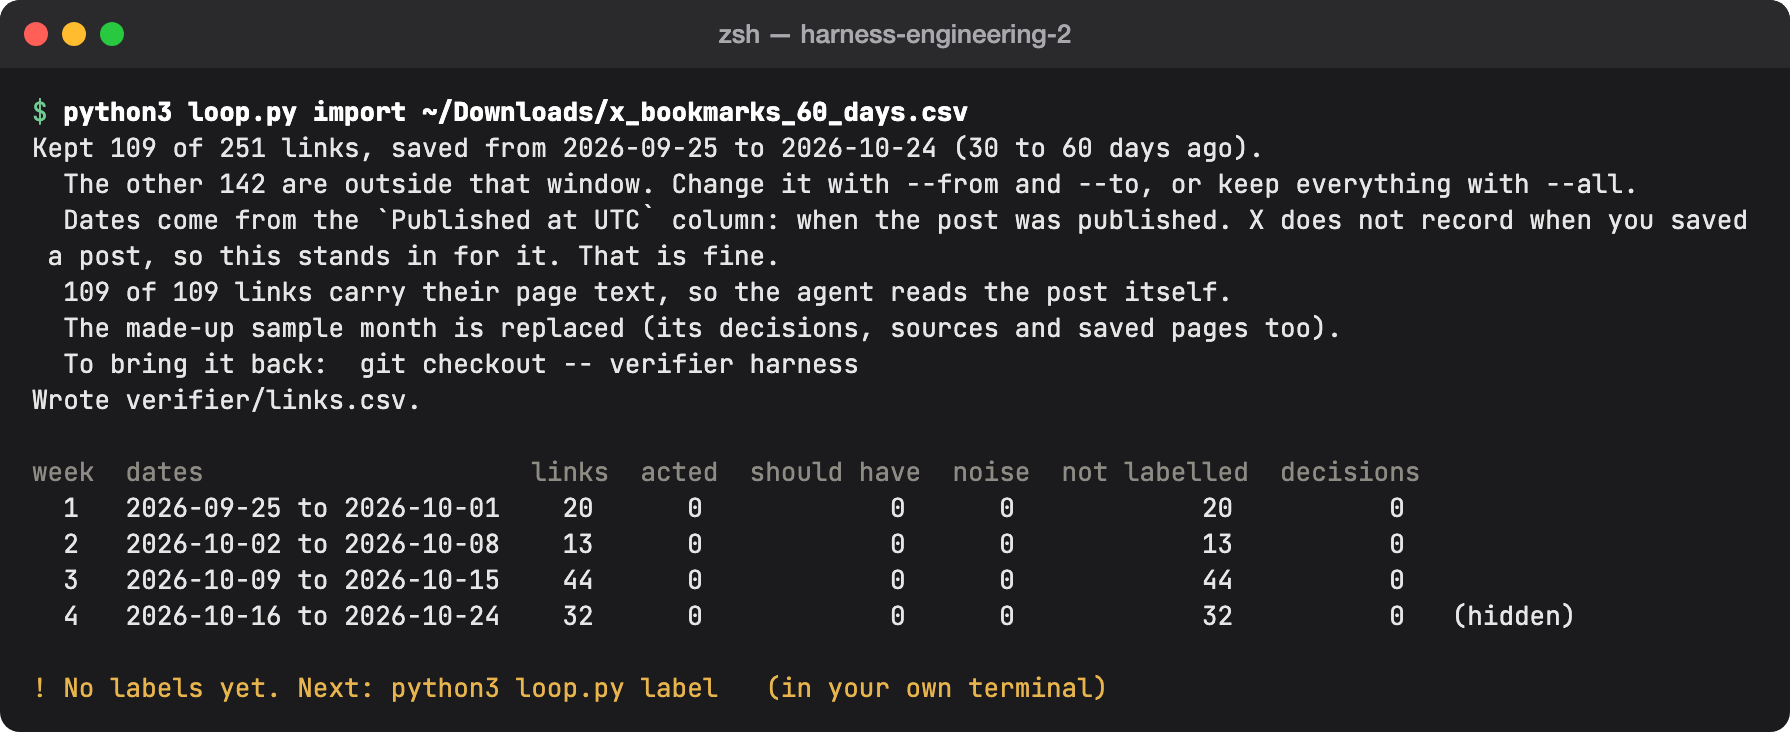 zsh — harness-engineering-2
$ python3 loop.py import ~/Downloads/x_bookmarks_60_days.csv
Kept 109 of 251 links, saved from 2026-09-25 to 2026-10-24 (30 to 60 days ago).
  The other 142 are outside that window. Change it with --from and --to, or keep everything with --all.
  Dates come from the `Published at UTC` column: when the post was published. X does not record when you saved
 a post, so this stands in for it. That is fine.
  109 of 109 links carry their page text, so the agent reads the post itself.
  The made-up sample month is replaced (its decisions, sources and saved pages too).
  To bring it back:  git checkout -- verifier harness
Wrote verifier/links.csv.
week  dates                     links  acted  should have  noise  not labelled  decisions
  1   2026-09-25 to 2026-10-01    20      0            0      0            20          0
  2   2026-10-02 to 2026-10-08    13      0            0      0            13          0
  3   2026-10-09 to 2026-10-15    44      0            0      0            44          0
  4   2026-10-16 to 2026-10-24    32      0            0      0            32          0   (hidden)
! No labels yet. Next: python3 loop.py label   (in your own terminal)